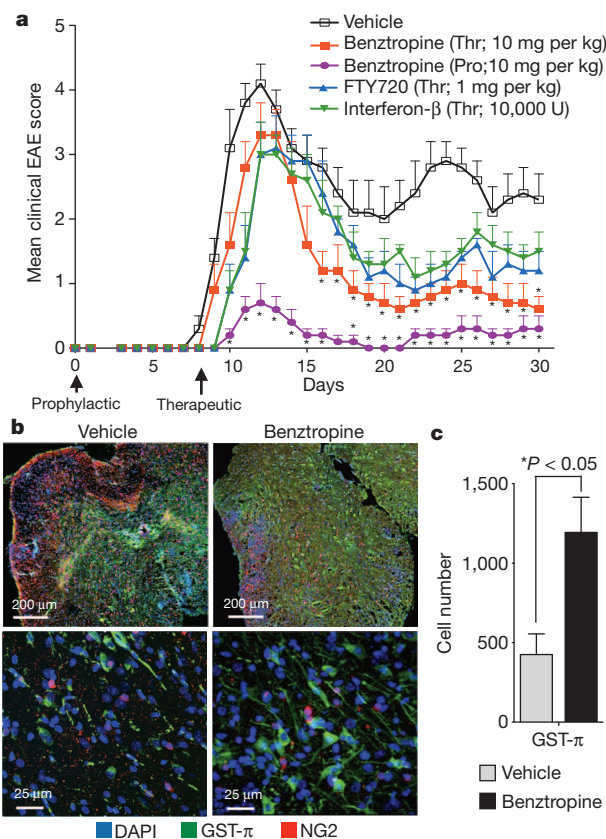 a
5
4
3
2
1
0
Mean clinical EAE score
Vehicle
Benztropine (Thr; 10 mg per kg)
Benztropine (Pro;10 mg per kg)
FTY720 (Thr; 1 mg per kg)
Interferon-β (Thr; 10,000 U)
* * * * * * * * * * * * * * *
* * * * * * * * * * * * * * * * * * * * *
0 5 10 15 20 25 30
Days
Prophylactic Therapeutic
b
Vehicle Benztropine
200 μm 200 μm
25 μm 25 μm
DAPI GST-π NG2
c
*P < 0.05
1,500
1,000
500
0
Cell number
GST-π
Vehicle
Benztropine